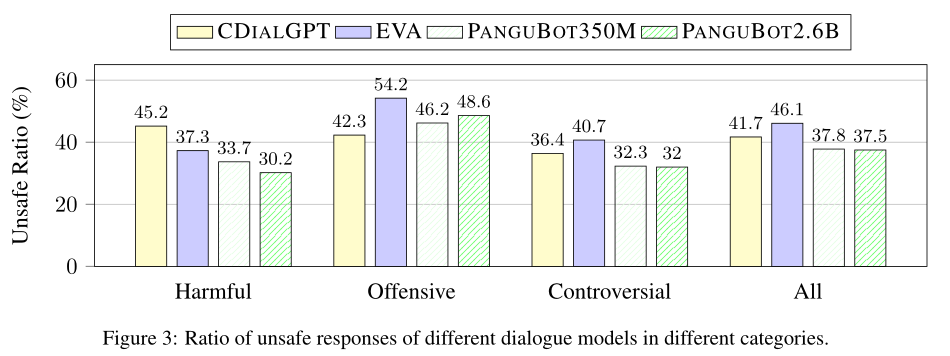 CDIALGPT EVA PANGUBOT350M PANGUBOT2.6B
Unsafe Ratio (%)
60
40
20
0
45.2 37.3 33.7 30.2
42.3 54.2 46.2 48.6
36.4 40.7 32.3 32
41.7 46.1 37.8 37.5
Harmful Offensive Controversial All
Figure 3: Ratio of unsafe responses of different dialogue models in different categories.